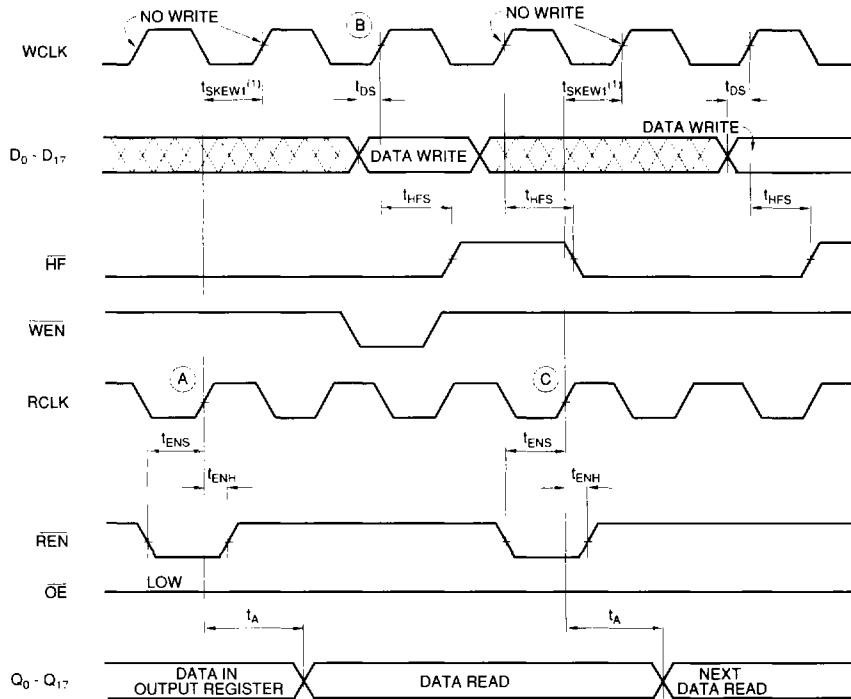 NO WRITE
B
NO WRITE
WCLK
tSKEW1(1)
tDS
tSKEW1(1)
tDS
DATA WRITE
D0 - D17
DATA WRITE
tHFS
tHFS
tHFS
HF
WEN
A
C
RCLK
tENS
tENS
tENH
tENH
REN
LOW
OE
tA
tA
Q0 - Q17
DATA IN
OUTPUT REGISTER
DATA READ
NEXT
DATA READ